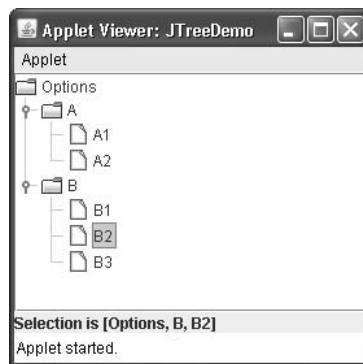 Applet Viewer: JTreeDemo
Applet
Options
A
A1
A2
B
B1
B2
B3
Selection is [Options, B, B2]
Applet started.